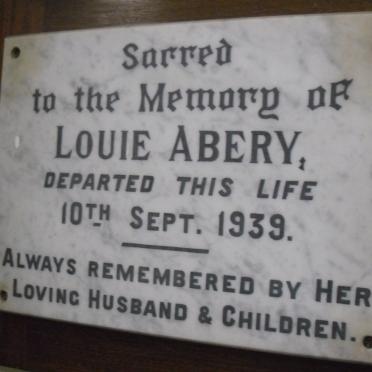 Sacred
to the Memory of
LOUIE ABERY,
DEPARTED THIS LIFE
10TH SEPT. 1939.
ALWAYS REMEMBERED BY HER
LOVING HUSBAND & CHILDREN.